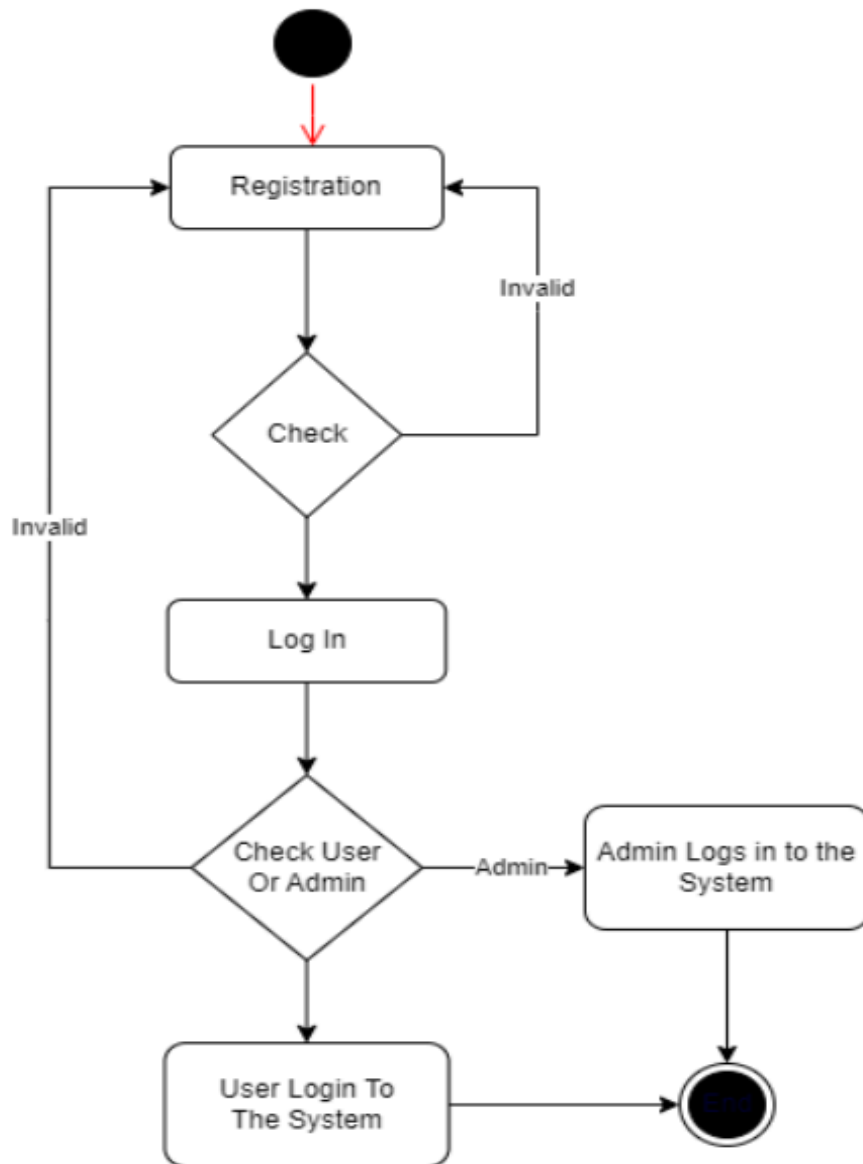 Registration
Invalid
Check
Invalid
Log In
Check User
Or Admin
Admin
Admin Logs in to the
System
User Login To
The System
End